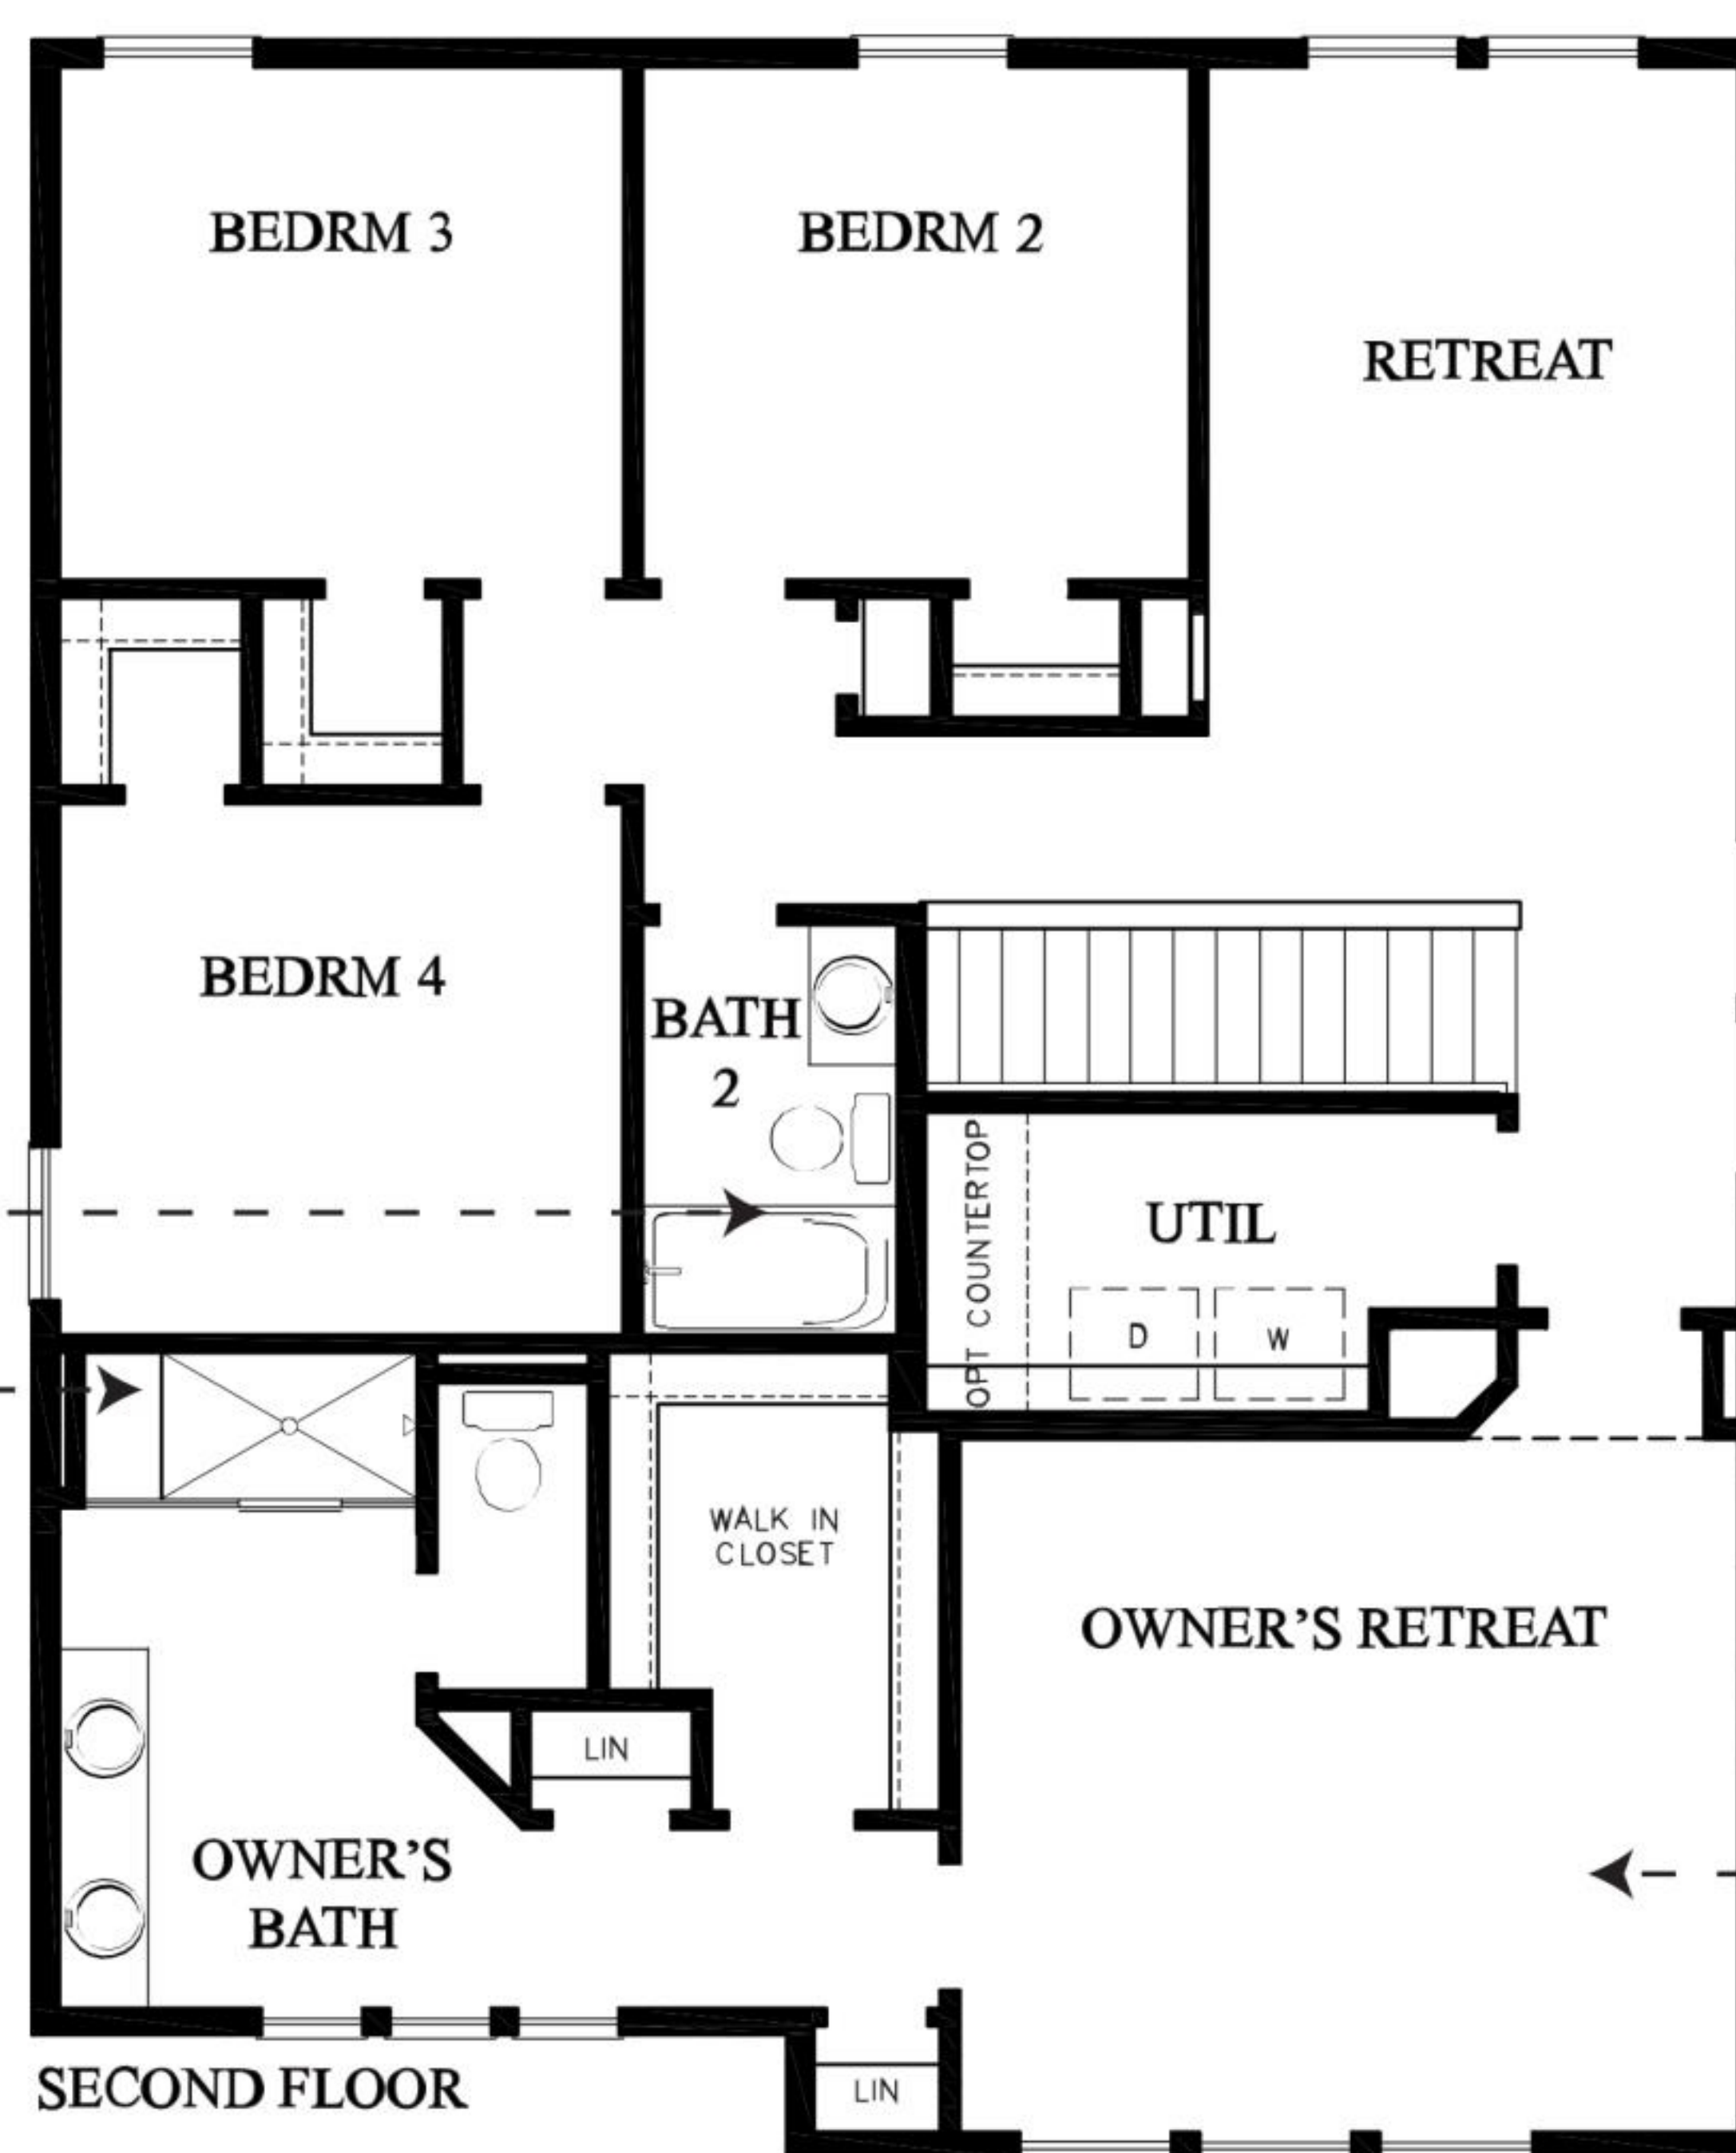 BEDRM 3
BEDRM 2
RETREAT
BEDRM 4
BATH
2
OPT COUNTERTOP
UTIL
D
W
WALK IN
CLOSET
OWNER’S RETREAT
LIN
OWNER’S
BATH
SECOND FLOOR
LIN